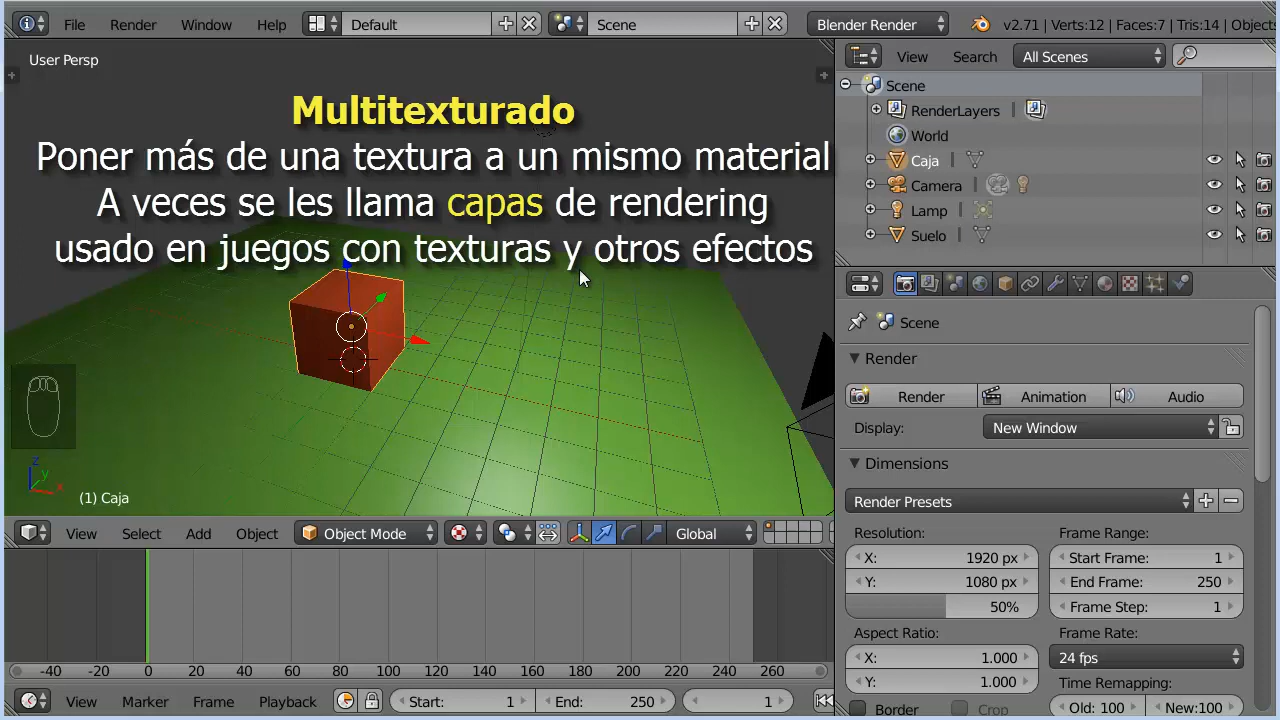 File Render Window Help Default Scene Blender Render v2.71 | Verts:12 | Faces:7 | Tris:14 | Objects
User Persp
Multitexturado
Poner más de una textura a un mismo material
A veces se les llama capas de rendering
usado en juegos con texturas y otros efectos
z
y
x
(1) Caja
View Select Add Object Object Mode Global
-40 -20 0 20 40 60 80 100 120 140 160 180 200 220 240 260
View Marker Frame Playback Start: 1 End: 250 1
View Search All Scenes
Scene
RenderLayers
World
Caja
Camera
Lamp
Suelo
Scene
Render
Render Animation Audio
Display: New Window
Dimensions
Render Presets
Resolution: Frame Range:
X: 1920 px Start Frame: 1
Y: 1080 px End Frame: 250
50% Frame Step: 1
Aspect Ratio: Frame Rate:
X: 1.000 24 fps
Y: 1.000 Time Remapping:
Border Crop Old: 100 New:100